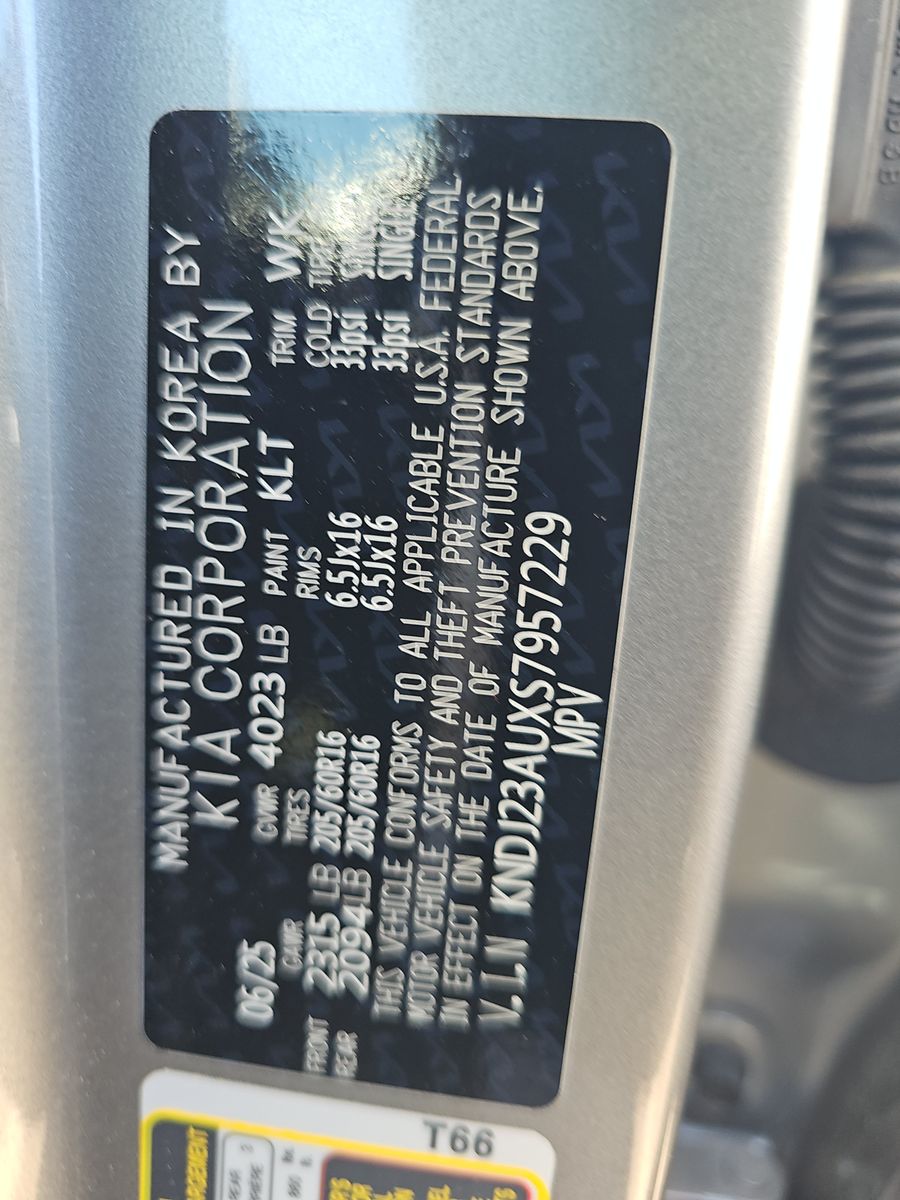 MANUFACTURED IN KOREA BY
KIA CORPORATION
06/25 GVWR 4023 LB PAINT KLT TRIM WK
GAWR TIRES RIMS COLD TIRE
FRONT 2315 LB 205/60R16 6.5Jx16 33psi SINGLE
REAR 2094 LB 205/60R16 6.5Jx16 33psi SINGLE
THIS VEHICLE CONFORMS TO ALL APPLICABLE U.S.A. FEDERAL
MOTOR VEHICLE SAFETY AND THEFT PREVENTION STANDARDS
IN EFFECT ON THE DATE OF MANUFACTURE SHOWN ABOVE.
V.I.N KNDJ23AUXS7957229
MPV
T66